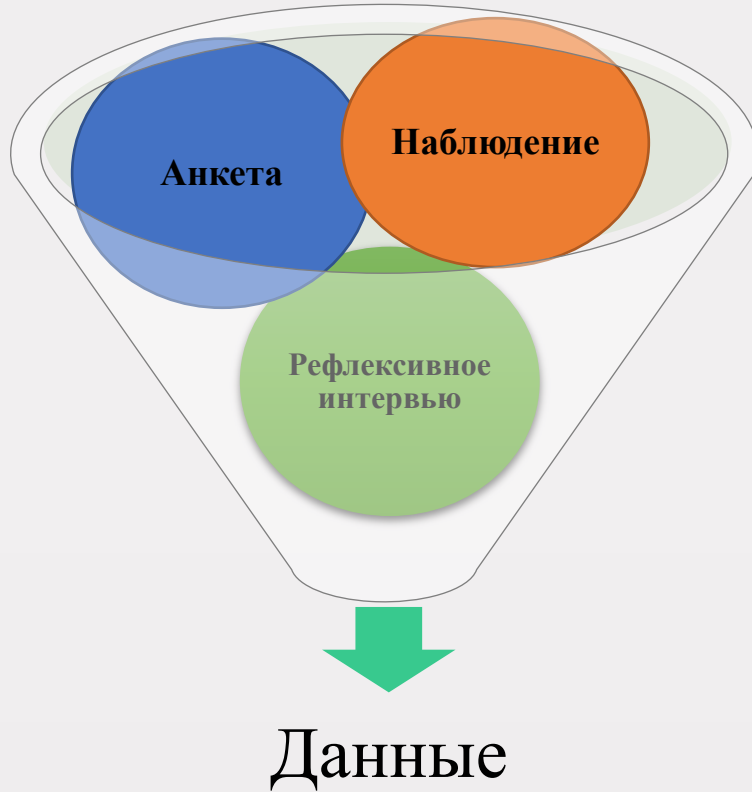 Анкета
Наблюдение
Рефлексивное
интервью
Данные